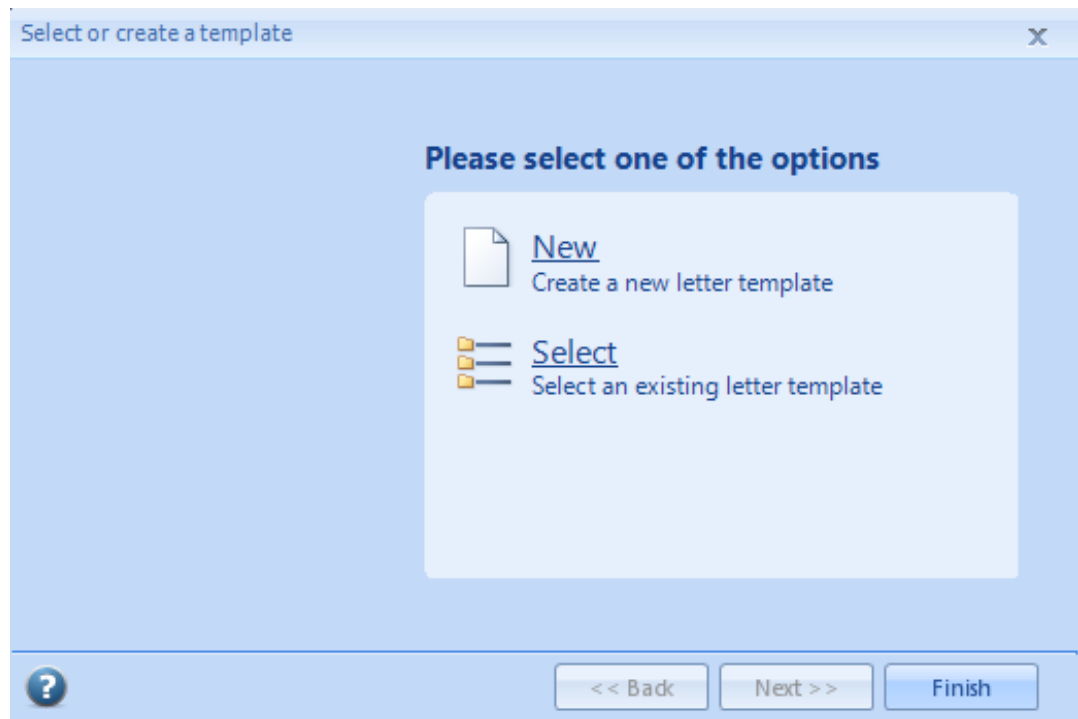 Select or create a template
x
Please select one of the options
New
Create a new letter template
Select
Select an existing letter template
?
<< Back
Next >>
Finish